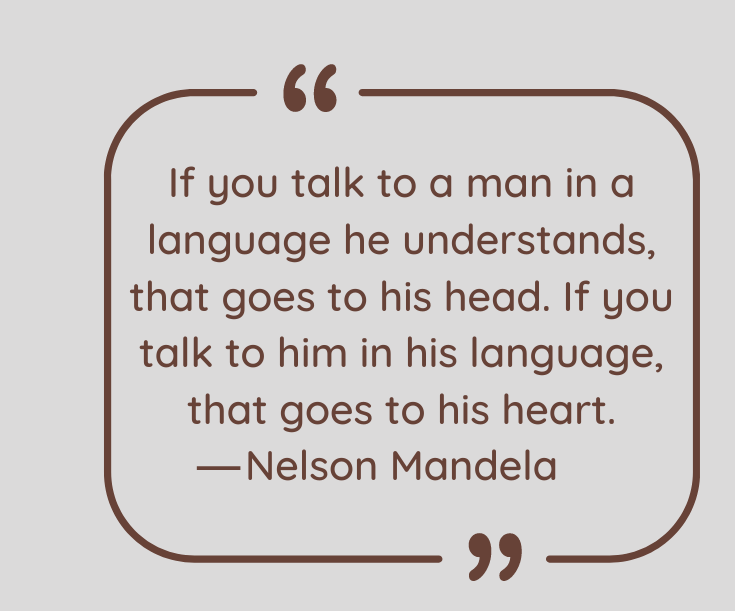 “
If you talk to a man in a
language he understands,
that goes to his head. If you
talk to him in his language,
that goes to his heart.
—Nelson Mandela
”